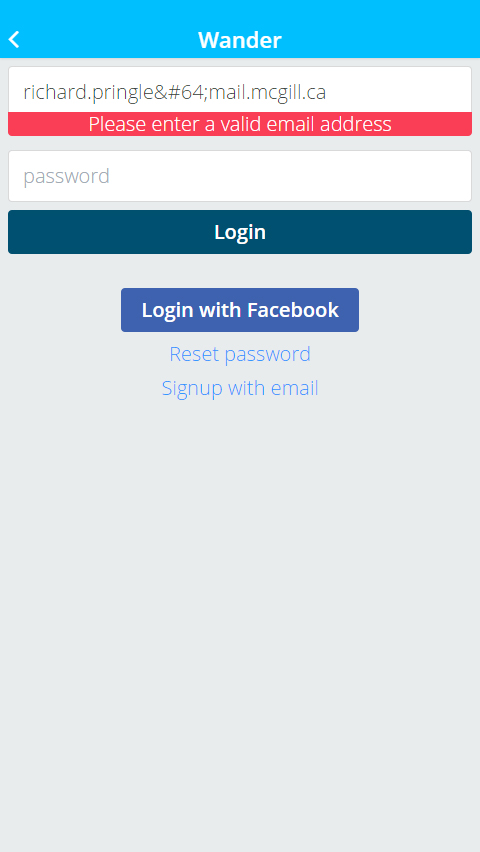 Wander
richard.pringle&#64;mail.mcgill.ca
Please enter a valid email address
password
Login
Login with Facebook
Reset password
Signup with email